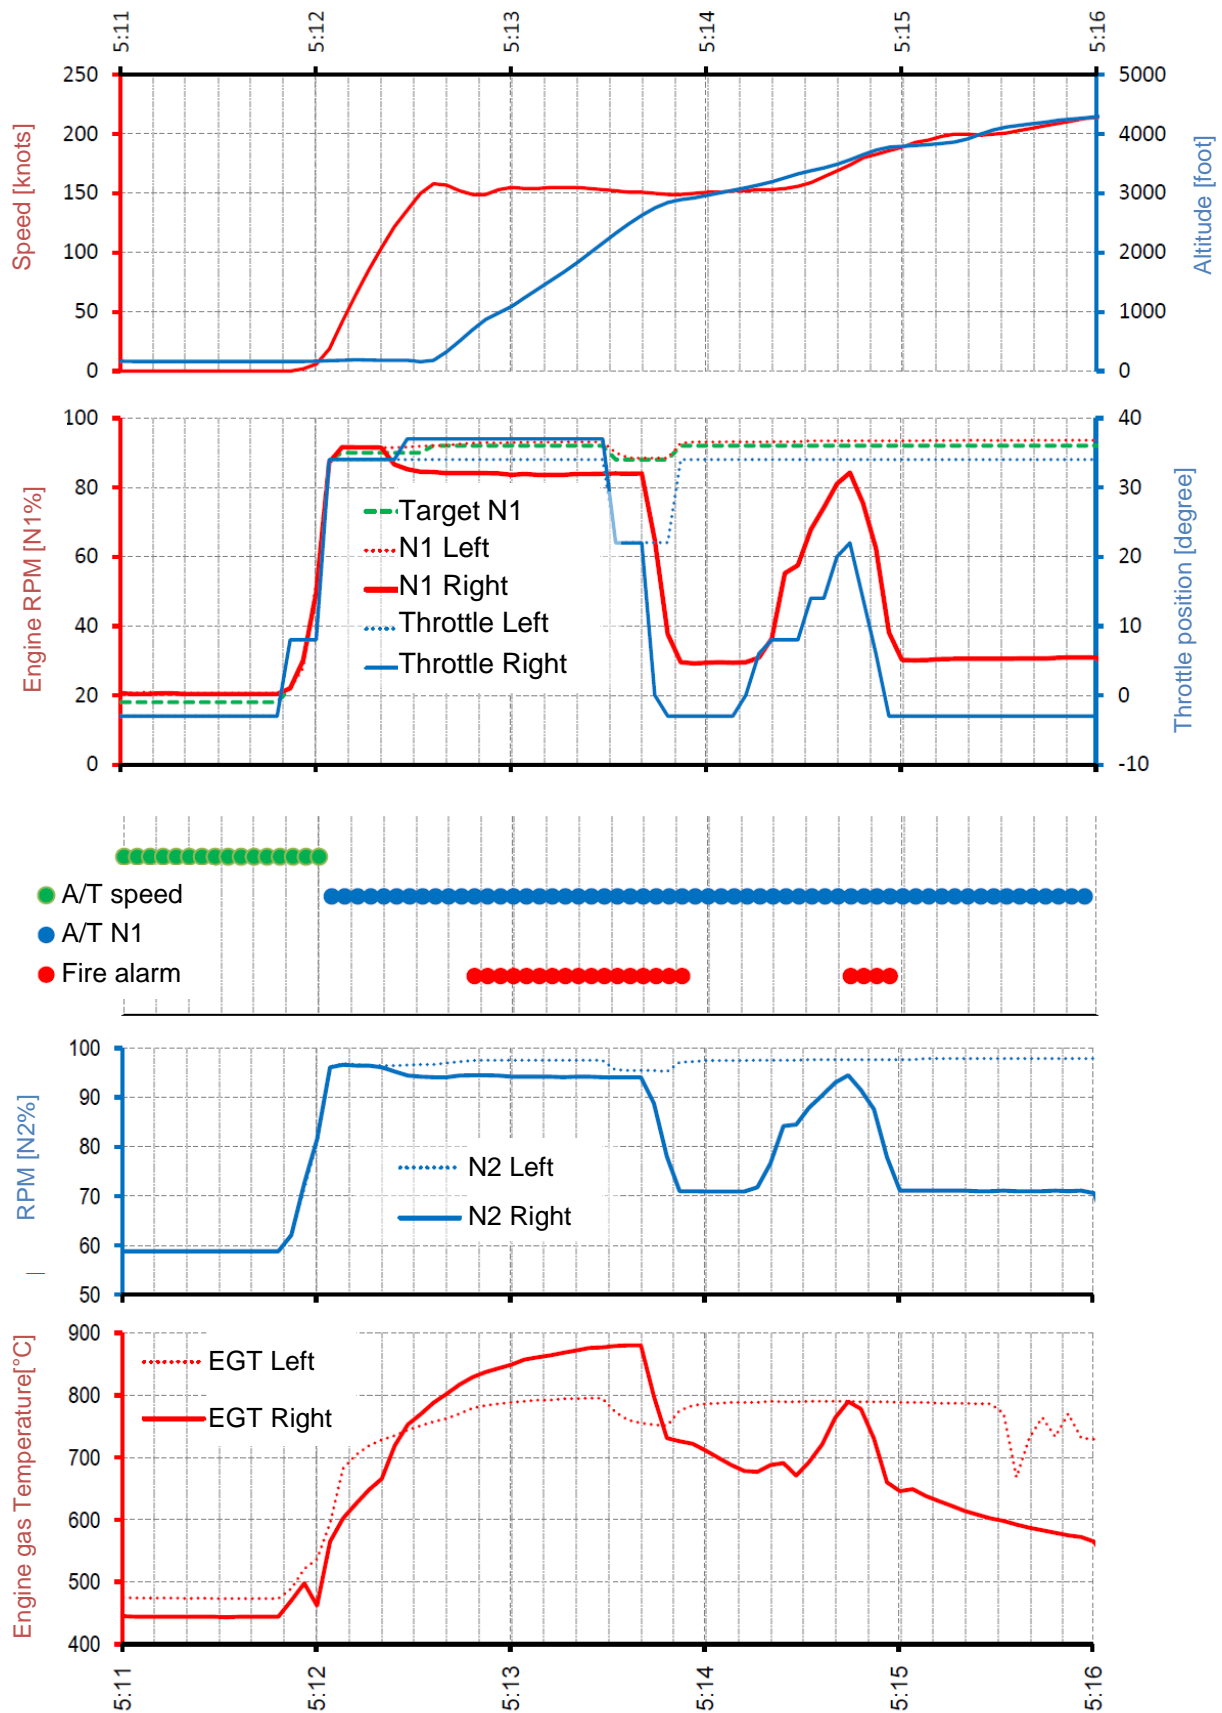 5:11 5:12 5:13 5:14 5:15 5:16
Speed [knots]
250
200
150
100
50
0
5000
4000
3000
2000
1000
0
Altitude [foot]
Engine RPM [N1%]
100
80
60
40
20
0
Target N1
N1 Left
N1 Right
Throttle Left
Throttle Right
40
30
20
10
0
-10
Throttle position [degree]
A/T speed
A/T N1
Fire alarm
RPM [N2%]
100
90
80
70
60
50
N2 Left
N2 Right
Engine gas Temperature[°C]
900
800
700
600
500
400
EGT Left
EGT Right
5:11 5:12 5:13 5:14 5:15 5:16